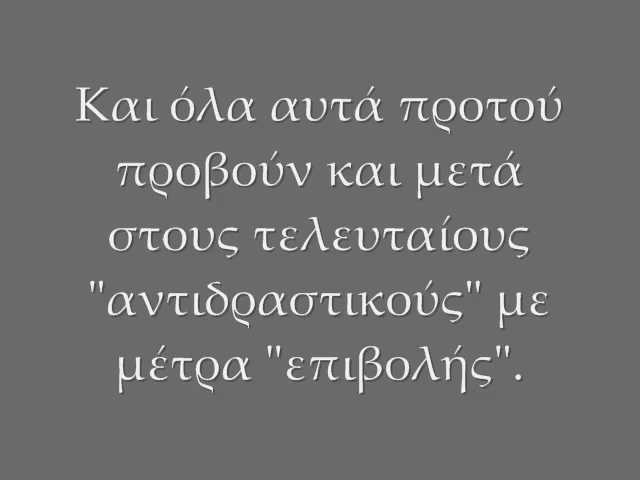 Και όλα αυτά προτού
προβούν και μετά
στους τελευταίους
"αντιδραστικούς" με
μέτρα "επιβολής".